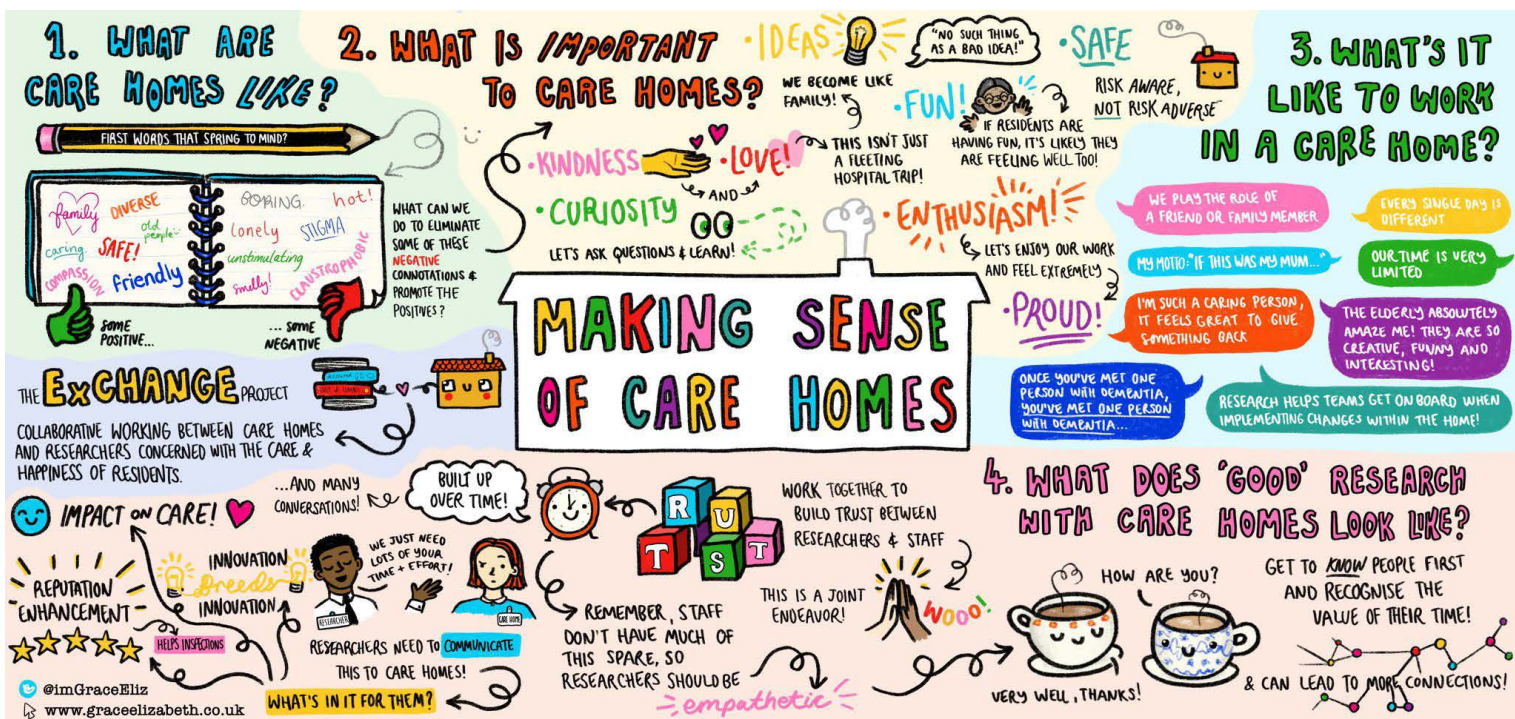 1. WHAT ARE
CARE HOMES LIKE?
FIRST WORDS THAT SPRING TO MIND?
family
DIVERSE
old
people
caring
SAFE!
COMPASSION
friendly
BORING.
hot!
lonely
STIGMA
unstimulating
smelly!
CLAUSTROPHOBIC
SOME
POSITIVE...
... SOME
NEGATIVE
WHAT CAN WE
DO TO ELIMINATE
SOME OF THESE
NEGATIVE
CONNOTATIONS &
PROMOTE THE
POSITIVES?
THE EXCHANGE PROJECT
COLLABORATIVE WORKING BETWEEN CARE HOMES
AND RESEARCHERS CONCERNED WITH THE CARE &
HAPPINESS OF RESIDENTS.
2. WHAT IS IMPORTANT
TO CARE HOMES?
• IDEAS
"NO SUCH THING
AS A BAD IDEA!"
• SAFE
RISK AWARE,
NOT RISK ADVERSE
WE BECOME LIKE
FAMILY!
• FUN!
IF RESIDENTS ARE
HAVING FUN, IT'S LIKELY THEY
ARE FEELING WELL TOO!
• KINDNESS
• LOVE!
AND
THIS ISN'T JUST
A FLEETING
HOSPITAL TRIP!
• CURIOSITY
LET'S ASK QUESTIONS & LEARN!
• ENTHUSIASM!
LET'S ENJOY OUR WORK
AND FEEL EXTREMELY
• PROUD!
MAKING SENSE
OF CARE HOMES
3. WHAT'S IT
LIKE TO WORK
IN A CARE HOME?
WE PLAY THE ROLE OF
A FRIEND OR FAMILY MEMBER
EVERY SINGLE DAY IS
DIFFERENT
MY MOTTO: "IF THIS WAS MY MUM..."
OUR TIME IS VERY
LIMITED
I'M SUCH A CARING PERSON,
IT FEELS GREAT TO GIVE
SOMETHING BACK
THE ELDERLY ABSOLUTELY
AMAZE ME! THEY ARE SO
CREATIVE, FUNNY AND
INTERESTING!
ONCE YOU'VE MET ONE
PERSON WITH DEMENTIA,
YOU'VE MET ONE PERSON
WITH DEMENTIA...
RESEARCH HELPS TEAMS GET ON BOARD WHEN
IMPLEMENTING CHANGES WITHIN THE HOME!
4. WHAT DOES 'GOOD' RESEARCH
WITH CARE HOMES LOOK LIKE?
GET TO KNOW PEOPLE FIRST
AND RECOGNISE THE
VALUE OF THEIR TIME!
& CAN LEAD TO MORE CONNECTIONS!
HOW ARE YOU?
VERY WELL, THANKS!
TRUST
WORK TOGETHER TO
BUILD TRUST BETWEEN
RESEARCHERS & STAFF
THIS IS A JOINT
ENDEAVOR!
WOOO!
BUILT UP
OVER TIME!
...AND MANY
CONVERSATIONS!
REMEMBER, STAFF
DON'T HAVE MUCH OF
THIS SPARE, SO
RESEARCHERS SHOULD BE
empathetic
WE JUST NEED
LOTS OF YOUR
TIME + EFFORT!
RESEARCHER
CARE HOME
RESEARCHERS NEED TO COMMUNICATE
THIS TO CARE HOMES!
WHAT'S IN IT FOR THEM?
IMPACT ON CARE!
INNOVATION
Breeds
INNOVATION
REPUTATION
ENHANCEMENT
HELPS INSPECTIONS
@imGraceEliz
www.graceelizabeth.co.uk